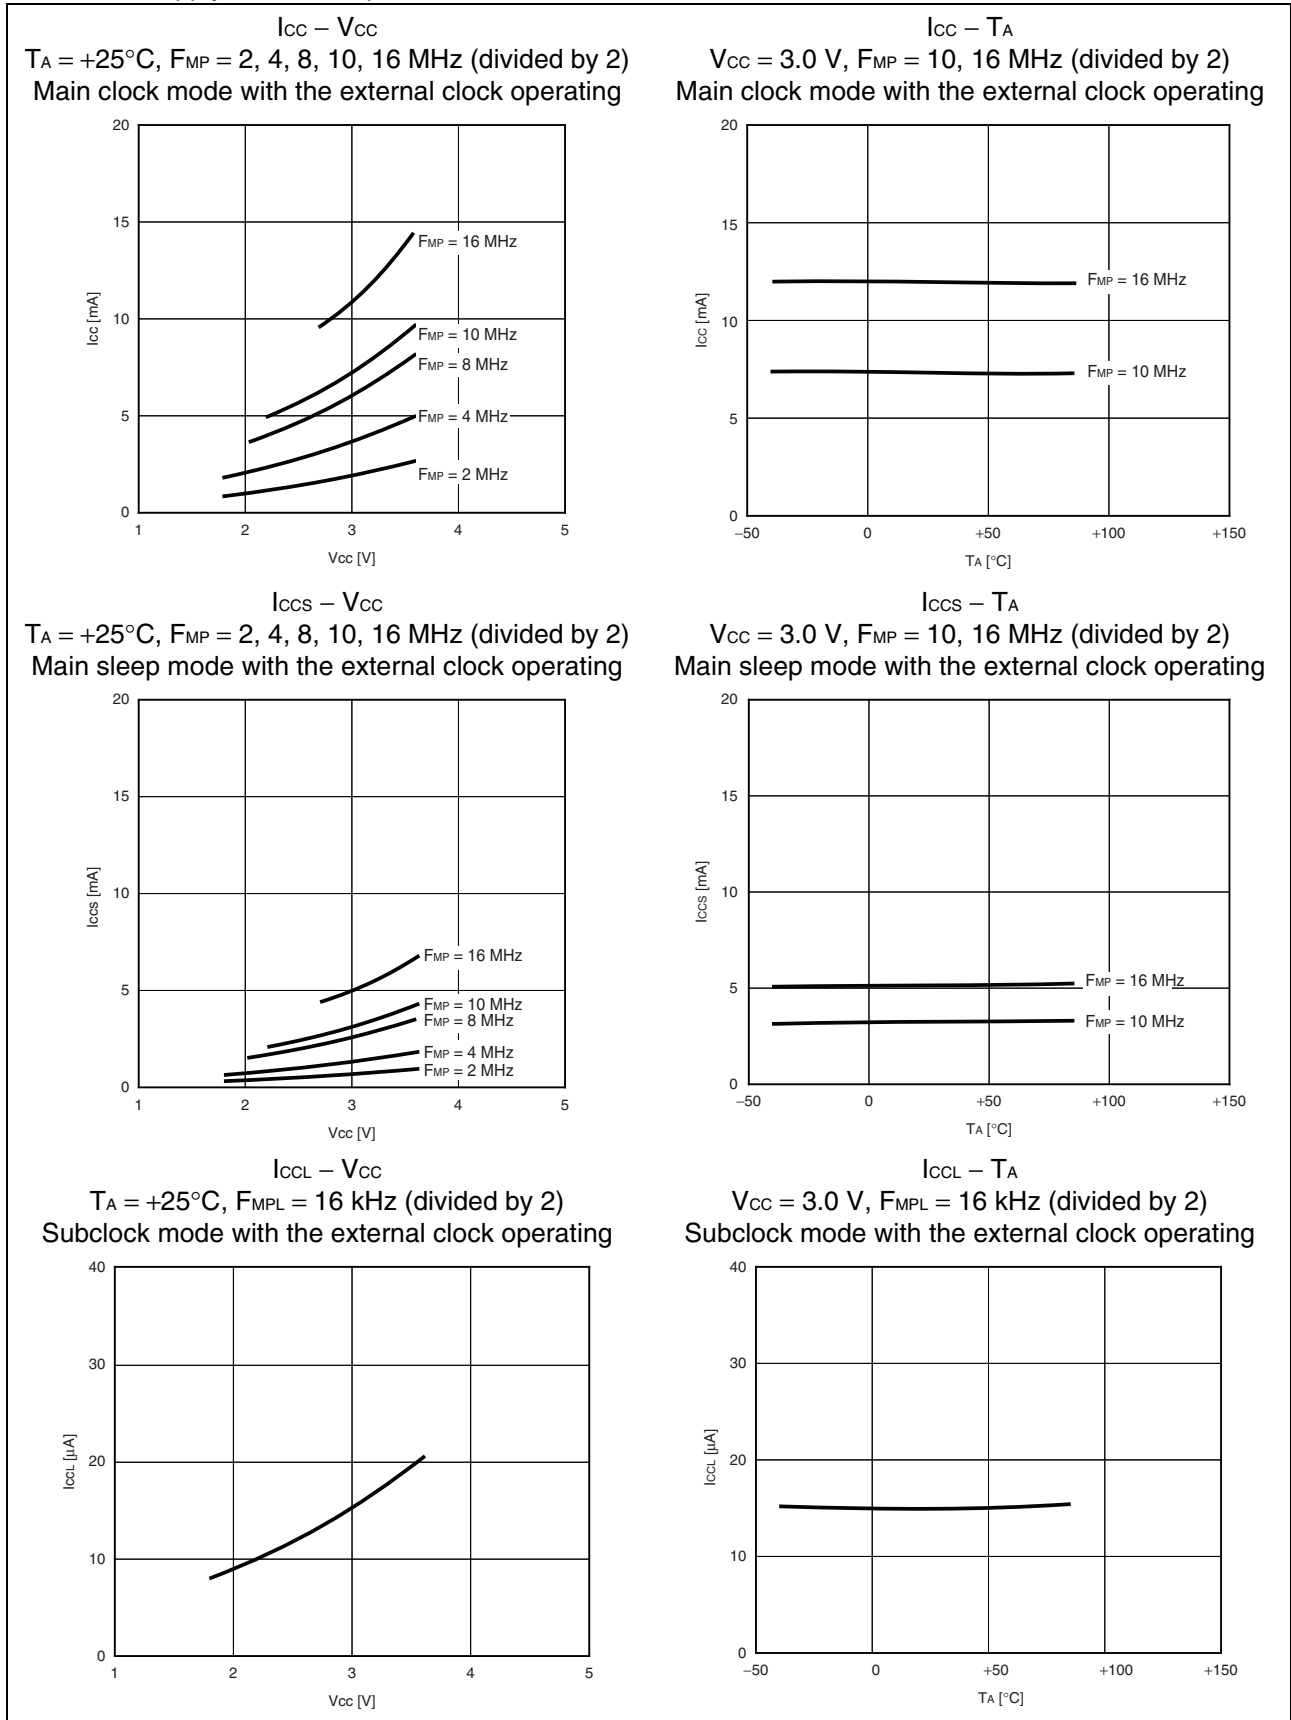 ICC – VCC
TA = +25°C, FMP = 2, 4, 8, 10, 16 MHz (divided by 2)
Main clock mode with the external clock operating
20
15
10
5
0
ICC [mA]
FMP = 16 MHz
FMP = 10 MHz
FMP = 8 MHz
FMP = 4 MHz
FMP = 2 MHz
1 2 3 4 5
VCC [V]
ICC – TA
VCC = 3.0 V, FMP = 10, 16 MHz (divided by 2)
Main clock mode with the external clock operating
20
15
10
5
0
ICC [mA]
FMP = 16 MHz
FMP = 10 MHz
−50 0 +50 +100 +150
TA [°C]
ICCS – VCC
TA = +25°C, FMP = 2, 4, 8, 10, 16 MHz (divided by 2)
Main sleep mode with the external clock operating
20
15
10
5
0
ICCS [mA]
FMP = 16 MHz
FMP = 10 MHz
FMP = 8 MHz
FMP = 4 MHz
FMP = 2 MHz
1 2 3 4 5
VCC [V]
ICCS – TA
VCC = 3.0 V, FMP = 10, 16 MHz (divided by 2)
Main sleep mode with the external clock operating
20
15
10
5
0
ICCS [mA]
FMP = 16 MHz
FMP = 10 MHz
−50 0 +50 +100 +150
TA [°C]
ICCL – VCC
TA = +25°C, FMPL = 16 kHz (divided by 2)
Subclock mode with the external clock operating
40
30
20
10
0
ICCL [µA]
1 2 3 4 5
VCC [V]
ICCL – TA
VCC = 3.0 V, FMPL = 16 kHz (divided by 2)
Subclock mode with the external clock operating
40
30
20
10
0
ICCL [µA]
−50 0 +50 +100 +150
TA [°C]